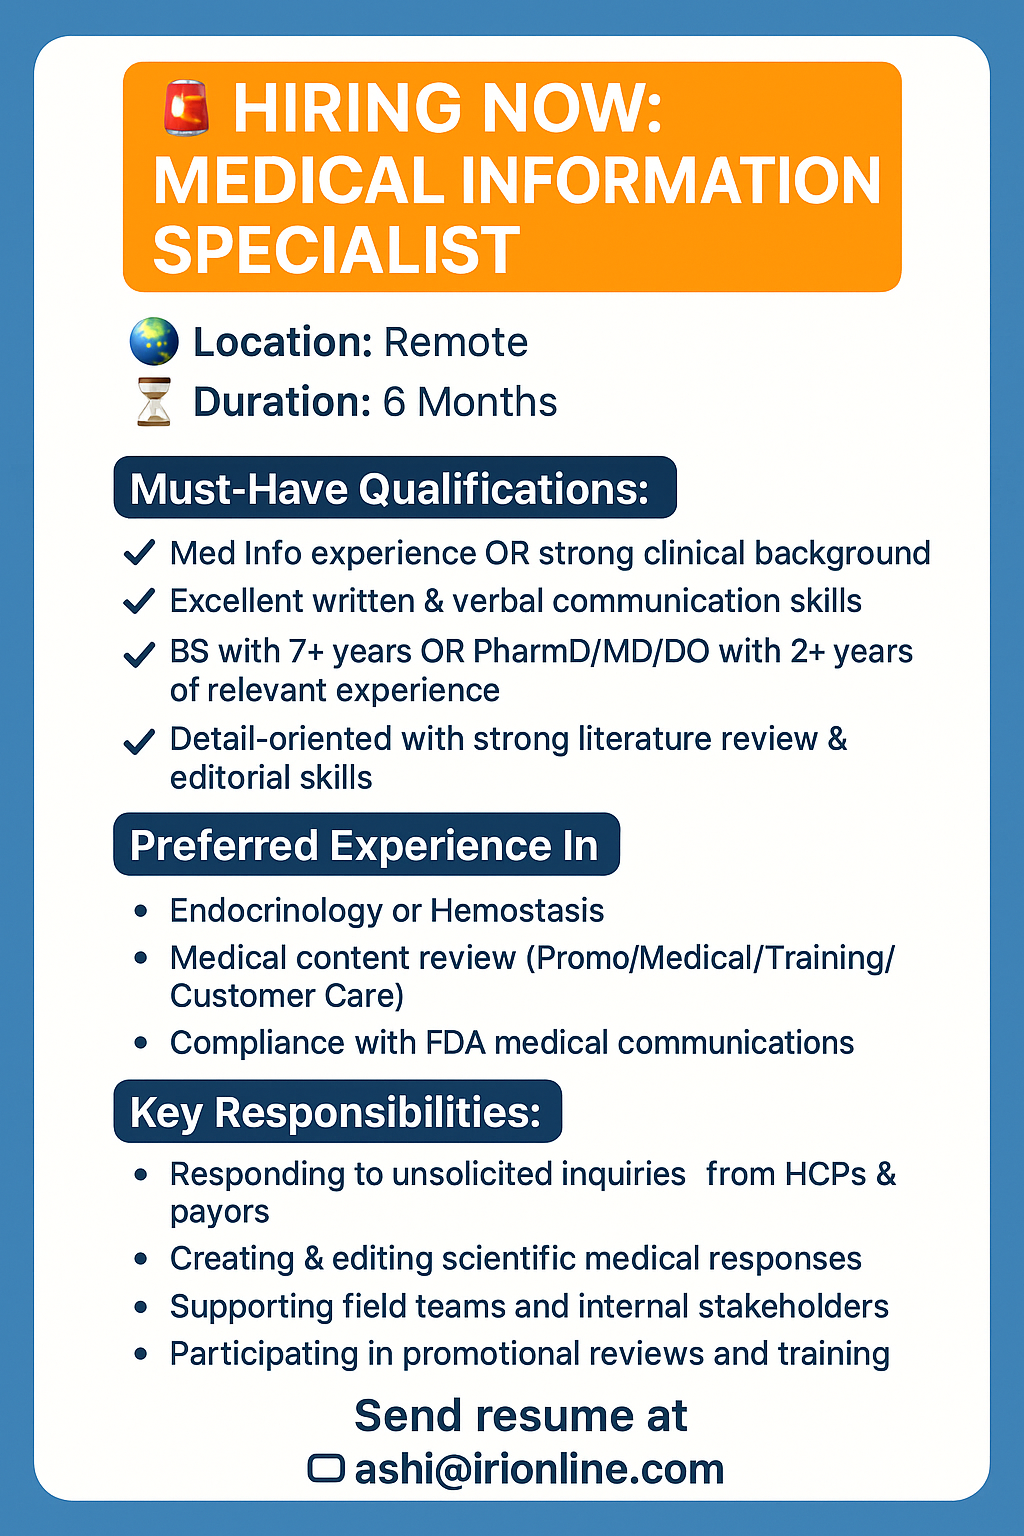 HIRING NOW:
MEDICAL INFORMATION
SPECIALIST
Location: Remote
Duration: 6 Months
Must-Have Qualifications:
Med Info experience OR strong clinical background
Excellent written & verbal communication skills
BS with 7+ years OR PharmD/MD/DO with 2+ years
of relevant experience
Detail-oriented with strong literature review &
editorial skills
Preferred Experience In
Endocrinology or Hemostasis
Medical content review (Promo/Medical/Training/
Customer Care)
Compliance with FDA medical communications
Key Responsibilities:
Responding to unsolicited inquiries from HCPs &
payors
Creating & editing scientific medical responses
Supporting field teams and internal stakeholders
Participating in promotional reviews and training
Send resume at
ashi@irionline.com